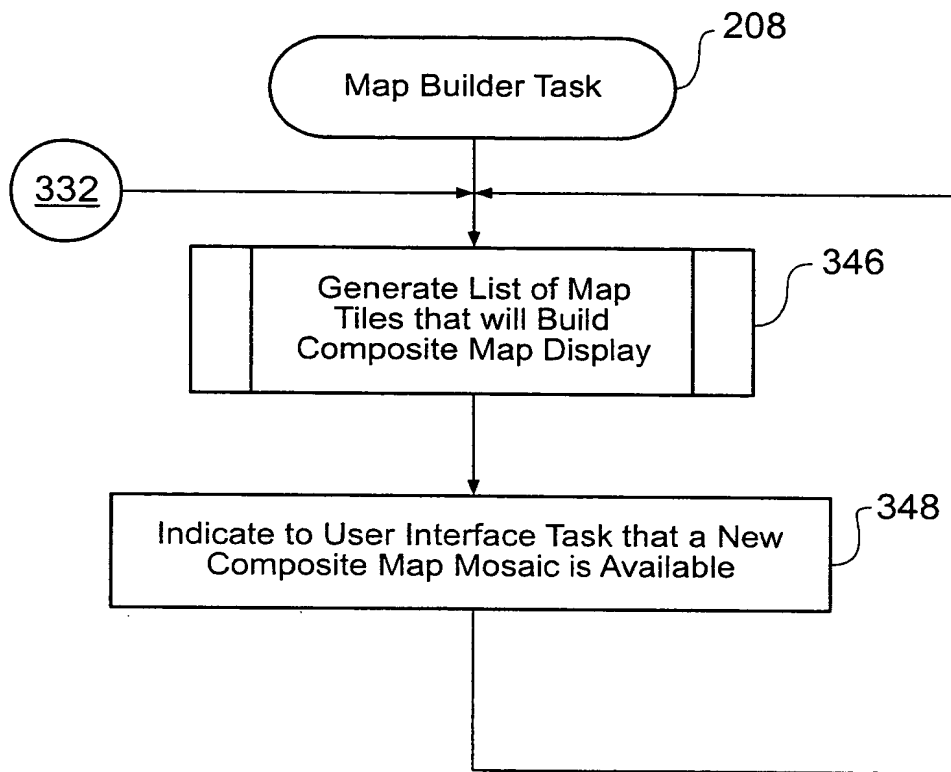 208
Map Builder Task
332
346
Generate List of Map
Tiles that will Build
Composite Map Display
348
Indicate to User Interface Task that a New
Composite Map Mosaic is Available